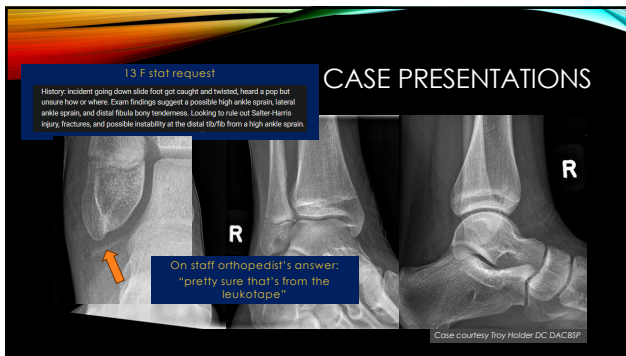 13 F stat request
History: incident going down slide foot got caught and twisted, heard a pop but
unsure how or where. Exam findings suggest a possible high ankle sprain, lateral
ankle sprain, and distal fibula bony tenderness. Looking to rule out Salter-Harris
injury, fractures, and possible instability at the distal tib/fib from a high ankle sprain.
CASE PRESENTATIONS
R
R
On staff orthopedist's answer:
"pretty sure that's from the
leukotape"
Case courtesy Troy Holder DC DACBSP